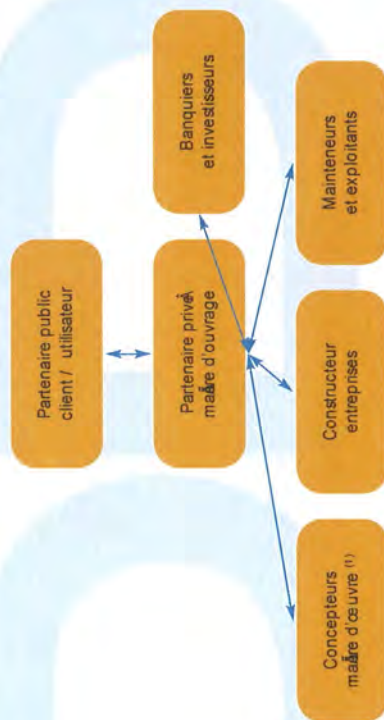 Partenaire public
client / utilisateur
Partenaire privé
maître d'ouvrage
Banquiers
et investisseurs
Concepteurs
maître d'œuvre (1)
Constructeur
entreprises
Mainteneurs
et exploitants